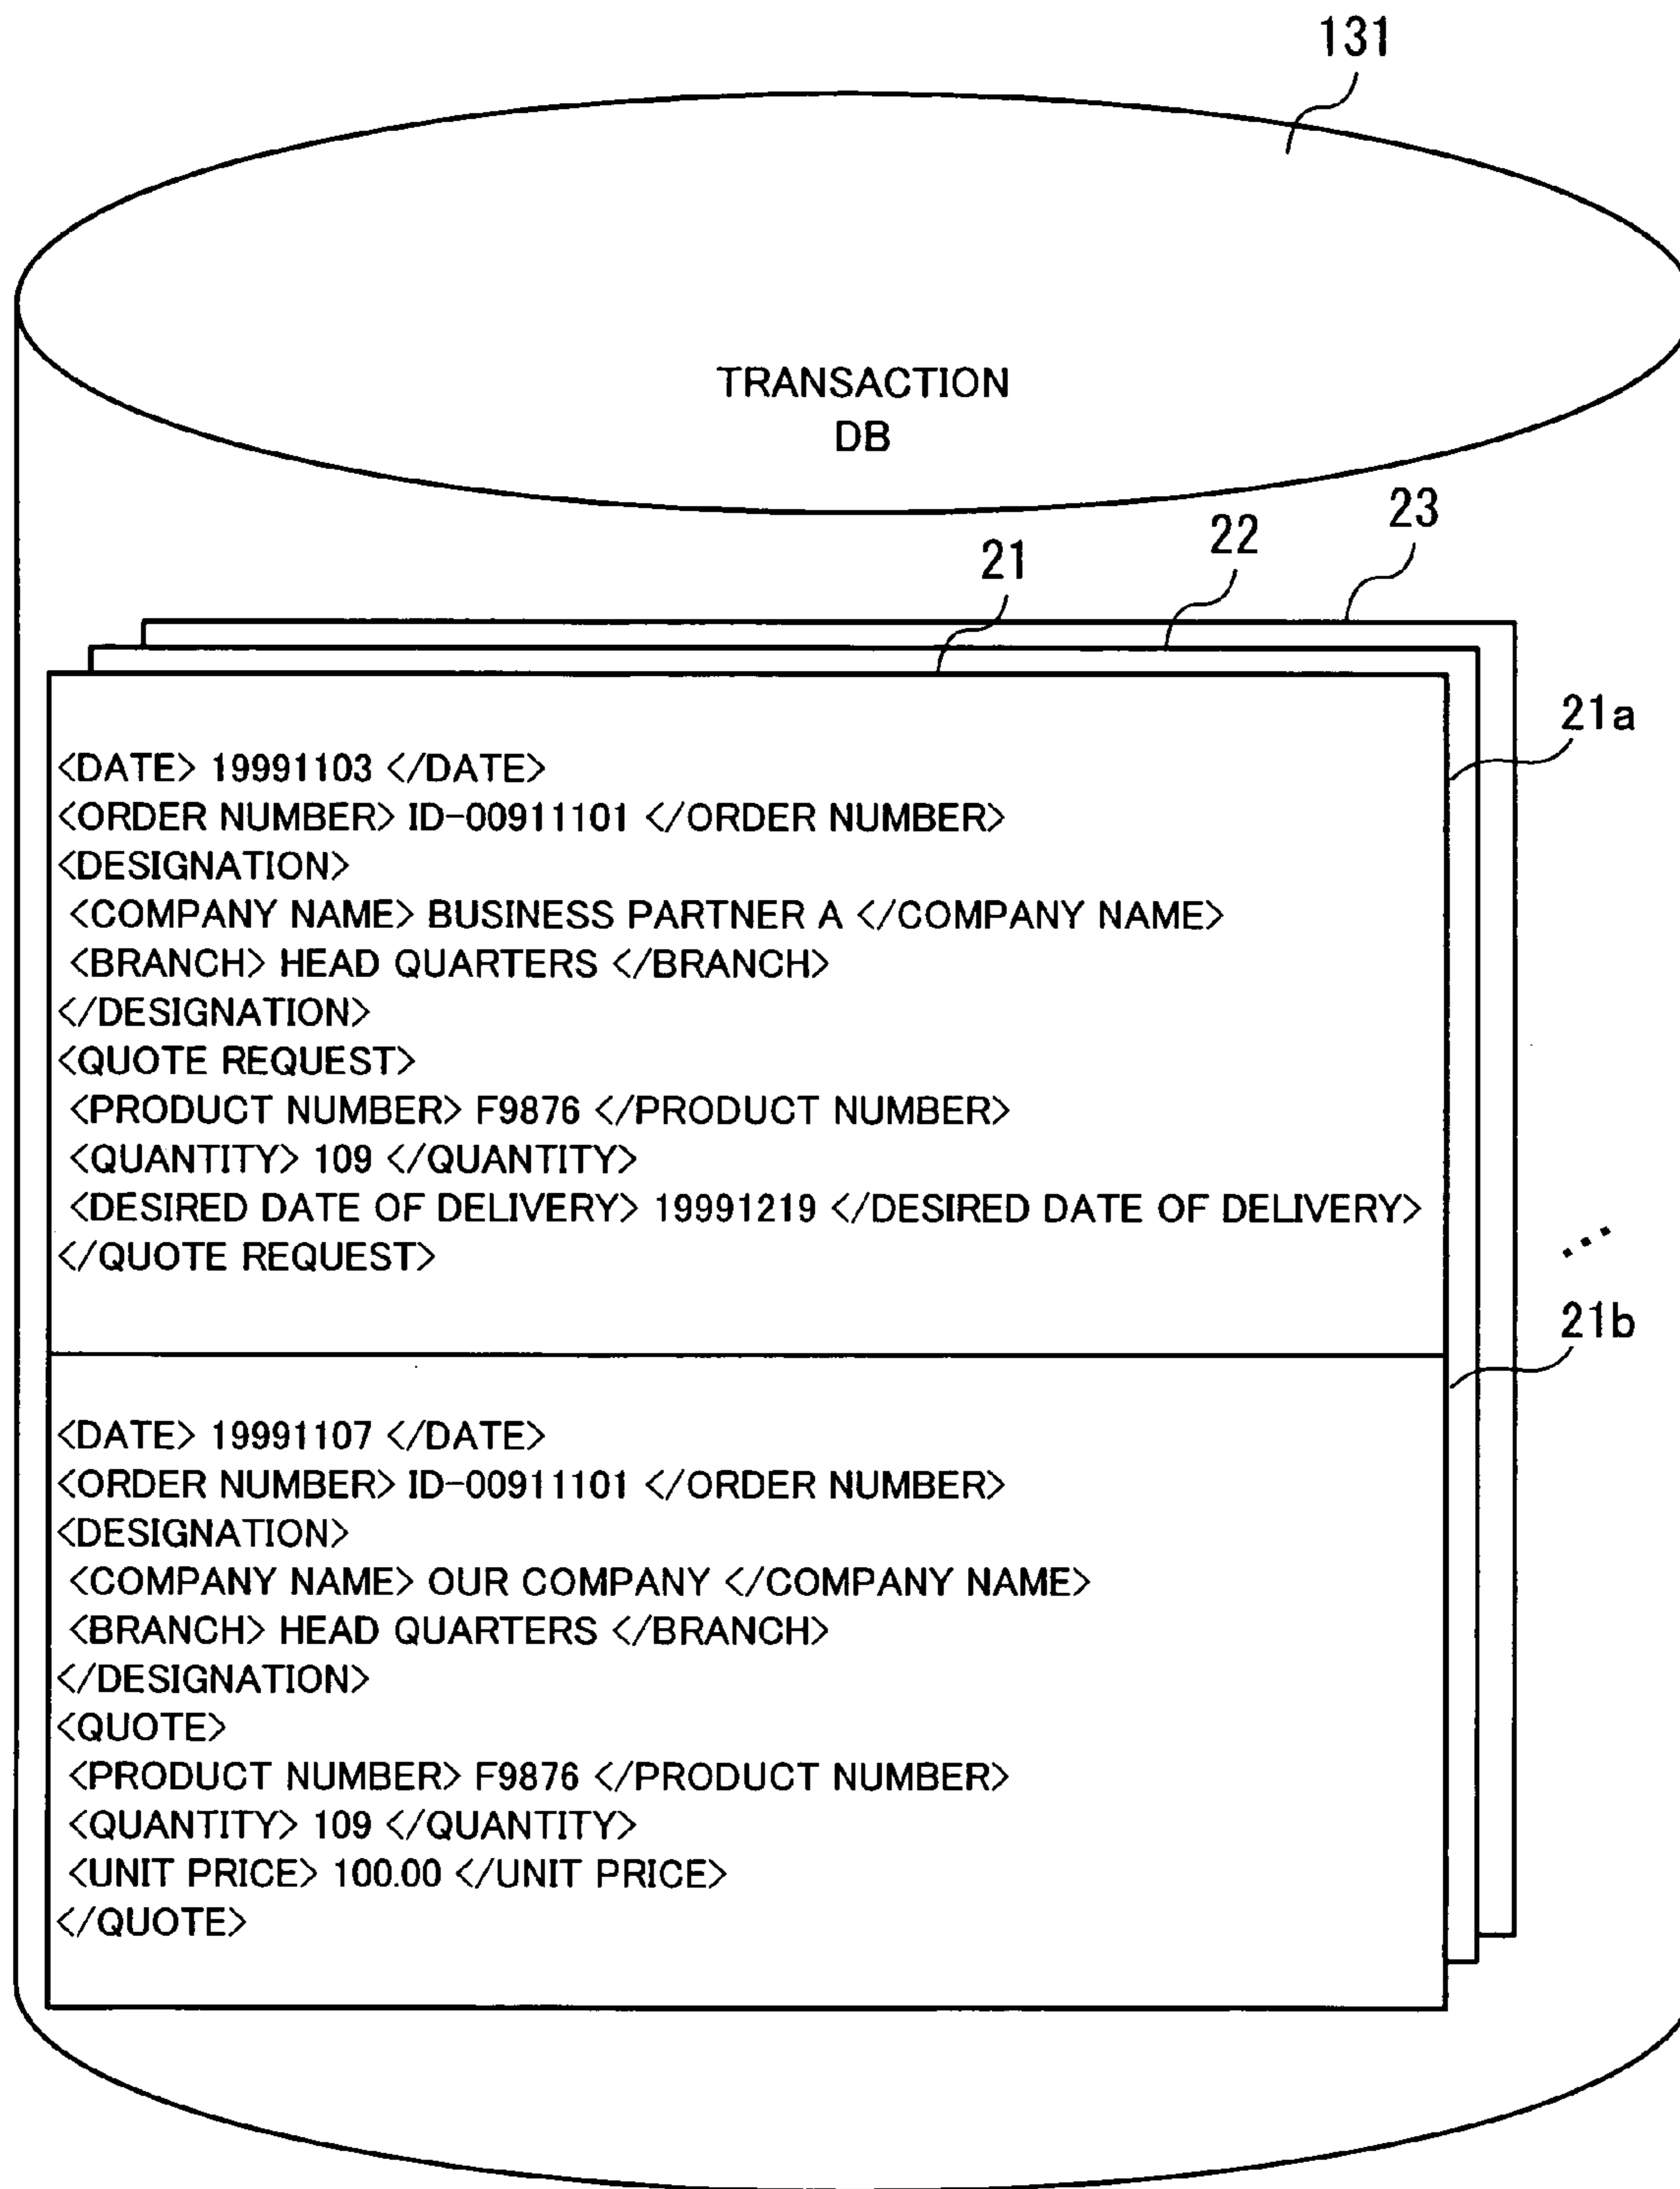 131
TRANSACTION
DB
23
22
21
21a
<DATE> 19991103 </DATE>
<ORDER NUMBER> ID-00911101 </ORDER NUMBER>
<DESIGNATION>
<COMPANY NAME> BUSINESS PARTNER A </COMPANY NAME>
<BRANCH> HEAD QUARTERS </BRANCH>
</DESIGNATION>
<QUOTE REQUEST>
<PRODUCT NUMBER> F9876 </PRODUCT NUMBER>
<QUANTITY> 109 </QUANTITY>
<DESIRED DATE OF DELIVERY> 19991219 </DESIRED DATE OF DELIVERY>
</QUOTE REQUEST>
...
21b
<DATE> 19991107 </DATE>
<ORDER NUMBER> ID-00911101 </ORDER NUMBER>
<DESIGNATION>
<COMPANY NAME> OUR COMPANY </COMPANY NAME>
<BRANCH> HEAD QUARTERS </BRANCH>
</DESIGNATION>
<QUOTE>
<PRODUCT NUMBER> F9876 </PRODUCT NUMBER>
<QUANTITY> 109 </QUANTITY>
<UNIT PRICE> 100.00 </UNIT PRICE>
</QUOTE>